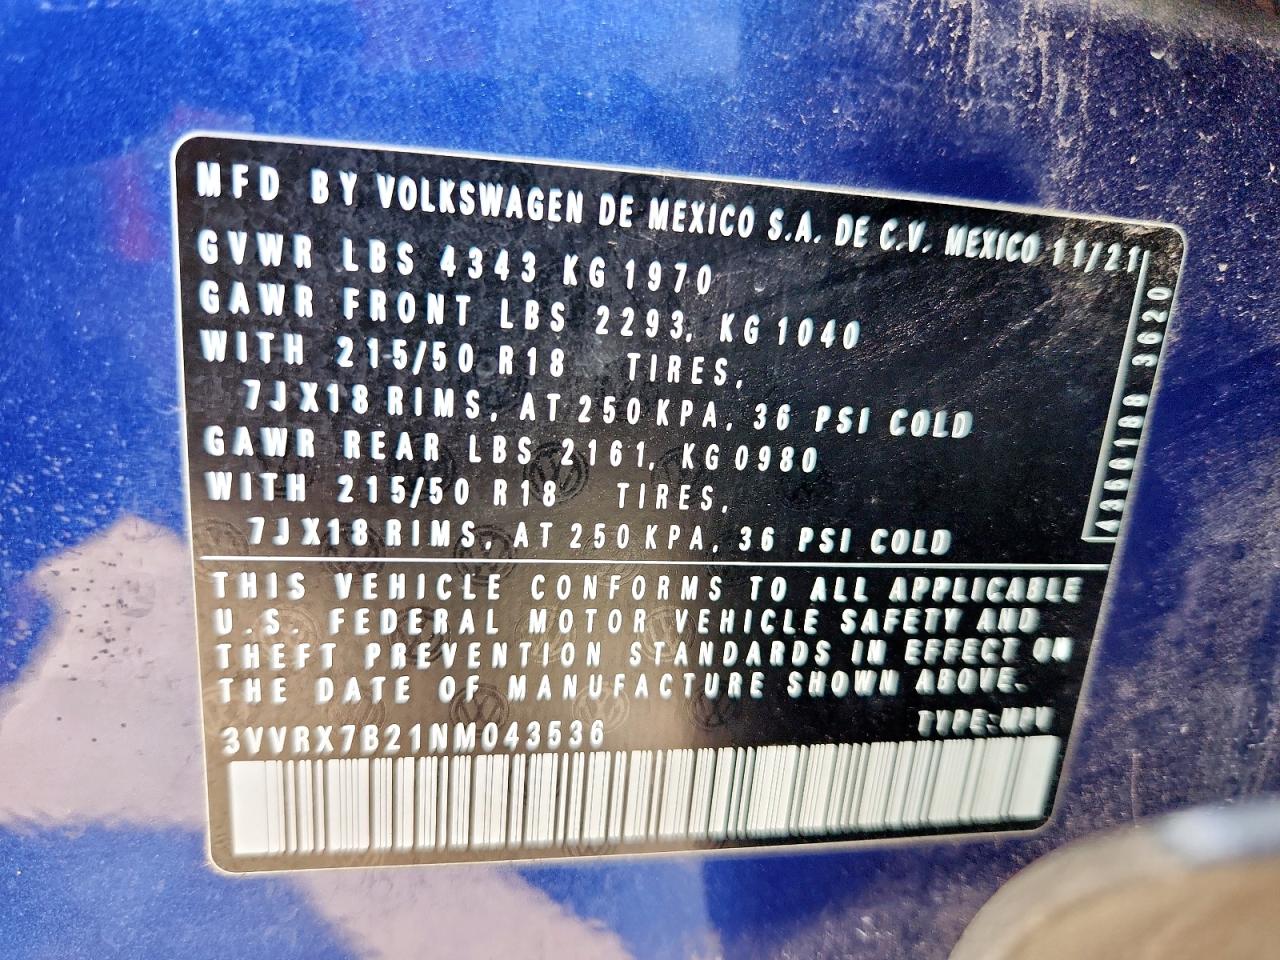 MFD BY VOLKSWAGEN DE MEXICO S.A. DE C.V. MEXICO 11/21
GVWR LBS 4343 KG 1970
GAWR FRONT LBS 2293, KG 1040
WITH 215/50 R18 TIRES,
7JX18 RIMS, AT 250 KPA, 36 PSI COLD
GAWR REAR LBS 2161, KG 0980
WITH 215/50 R18 TIRES,
7JX18 RIMS, AT 250 KPA, 36 PSI COLD
THIS VEHICLE CONFORMS TO ALL APPLICABLE
U.S. FEDERAL MOTOR VEHICLE SAFETY AND
THEFT PREVENTION STANDARDS IN EFFECT ON
THE DATE OF MANUFACTURE SHOWN ABOVE.
TYPE:MPV
3VVRX7B21NM043536
3620